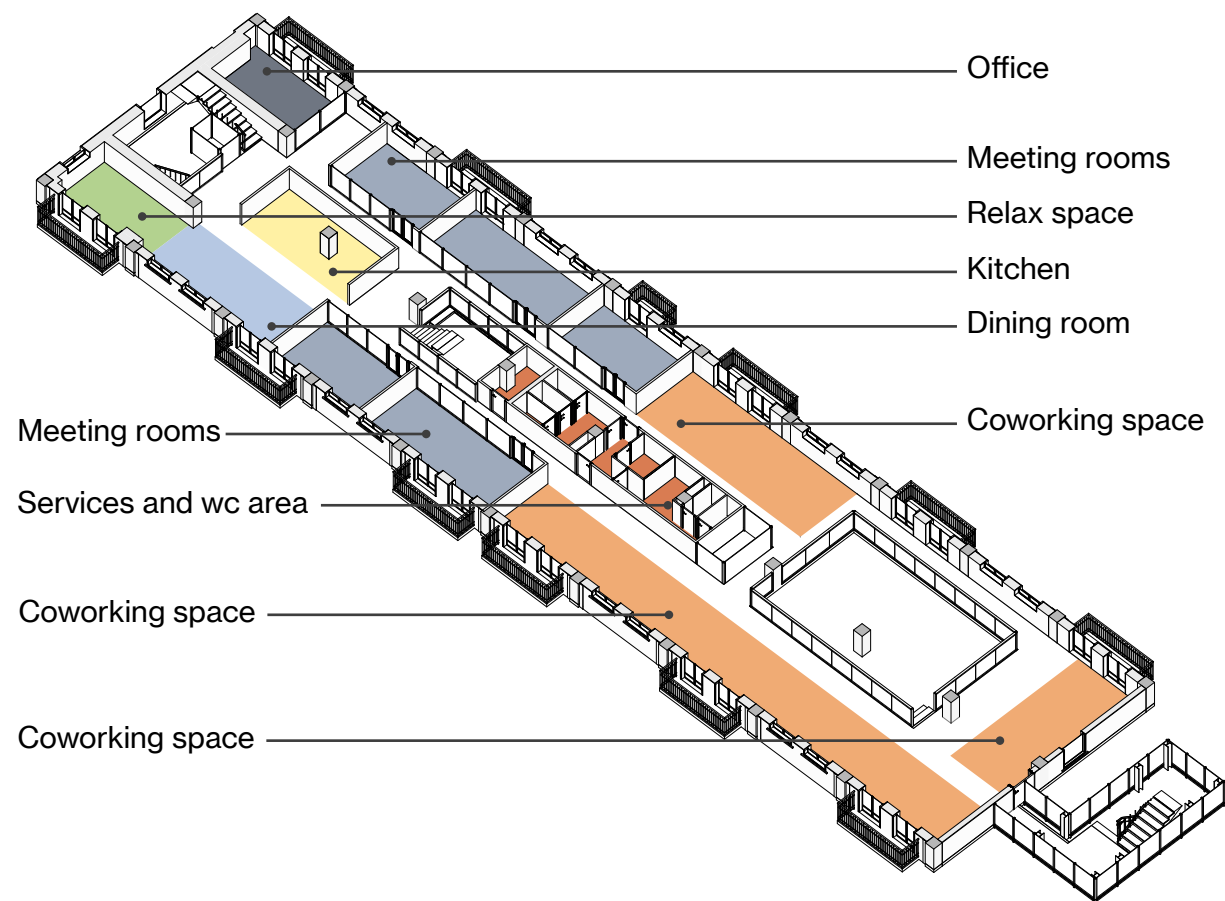 Office
Meeting rooms
Relax space
Kitchen
Dining room
Coworking space
Meeting rooms
Services and wc area
Coworking space
Coworking space